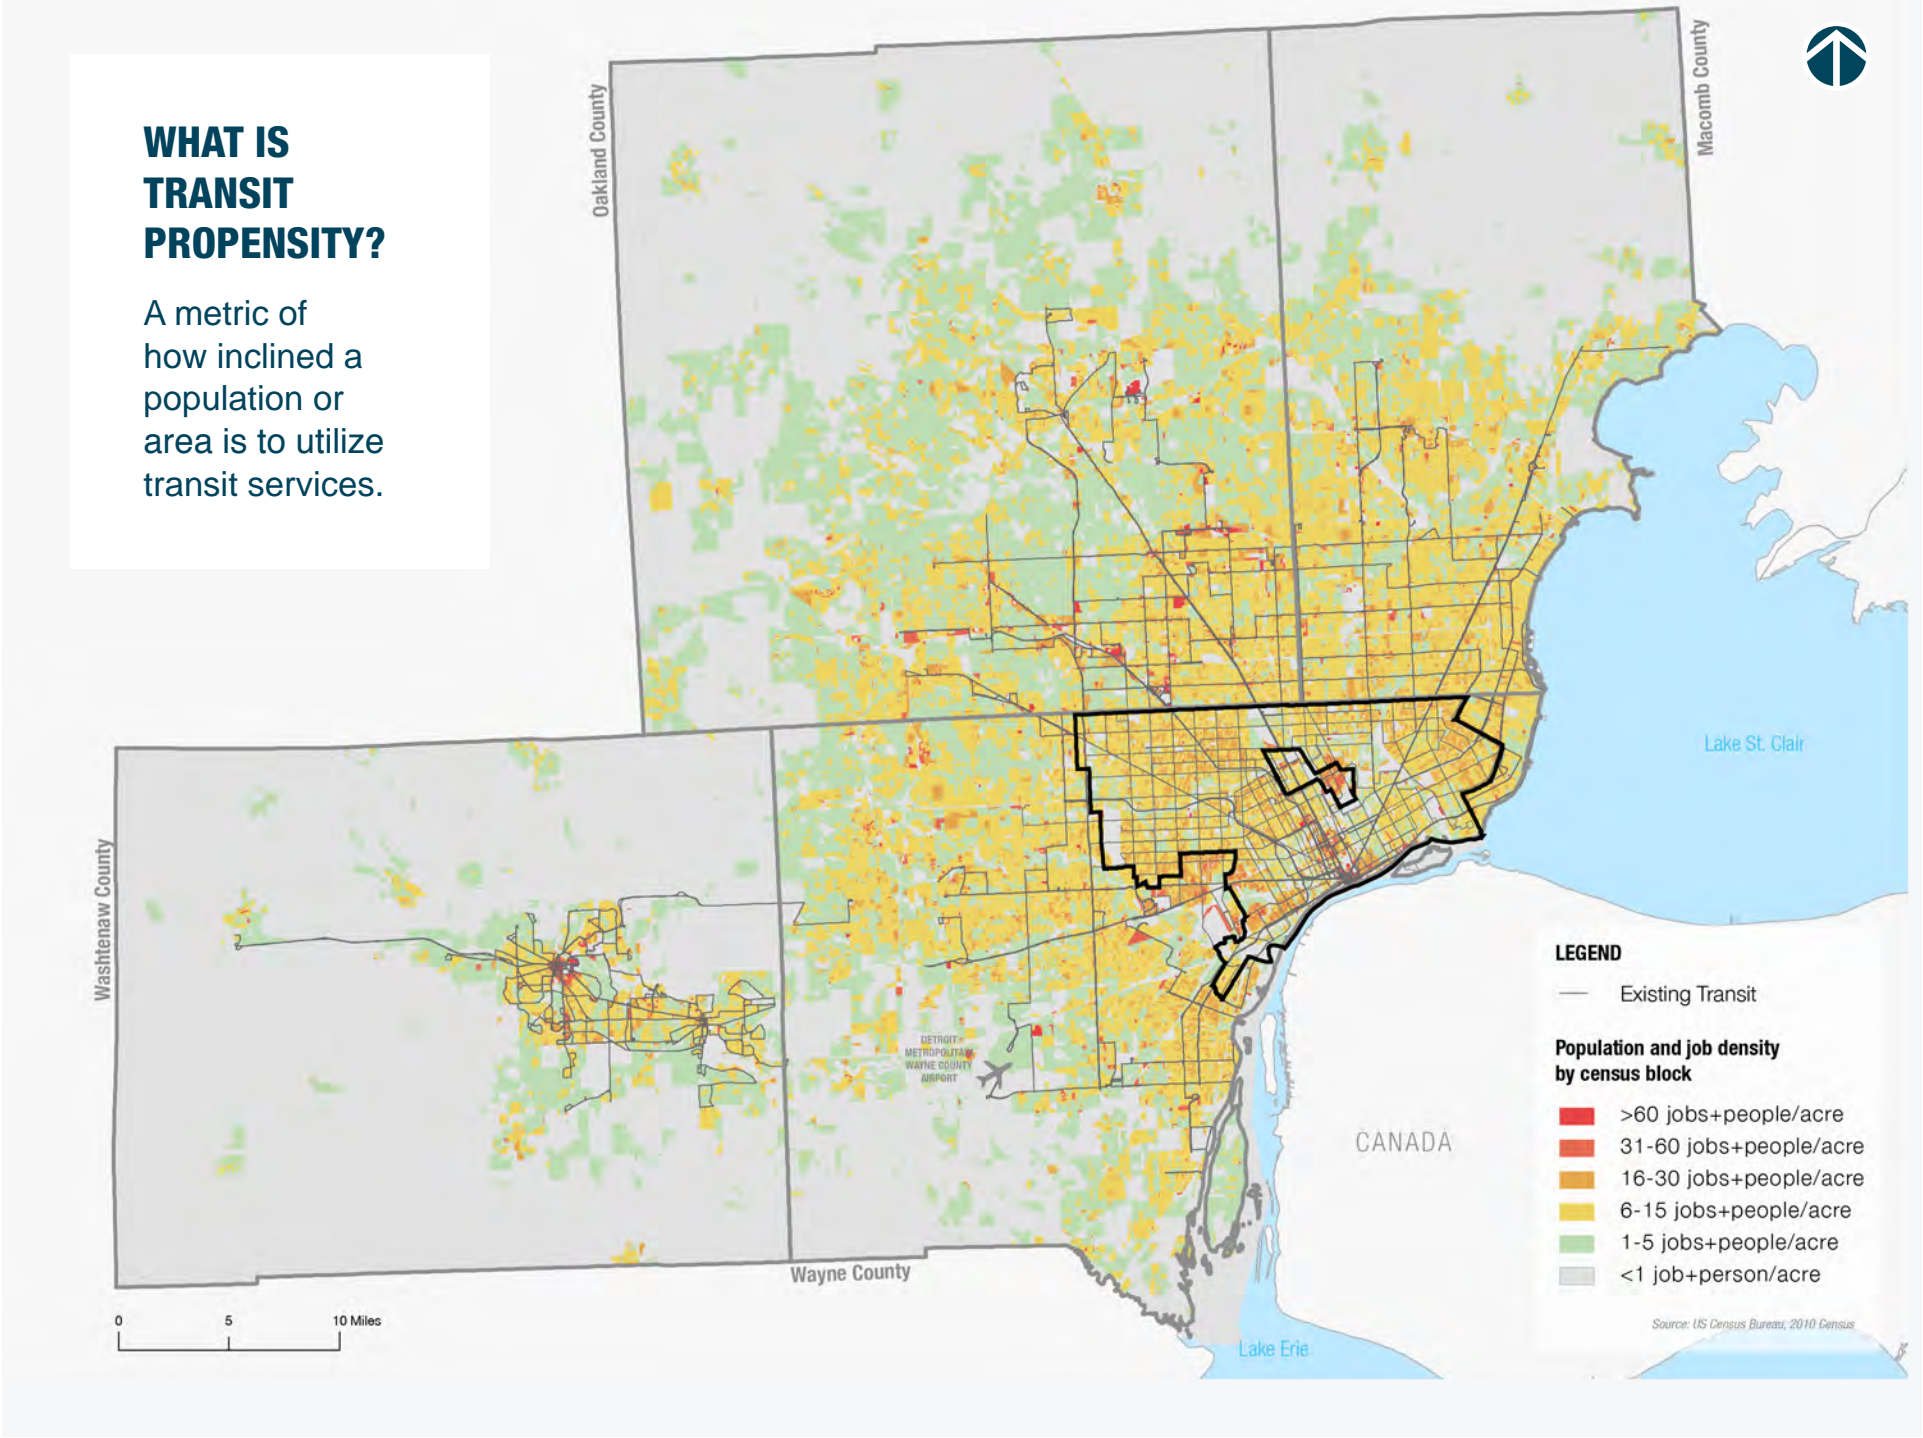 WHAT IS
TRANSIT
PROPENSITY?
A metric of
how inclined a
population or
area is to utilize
transit services.
Oakland County
Macomb County
Washtenaw County
Wayne County
Lake St. Clair
DETROIT
METROPOLITAN
WAYNE COUNTY
AIRPORT
CANADA
Lake Erie
LEGEND
Existing Transit
Population and job density
by census block
>60 jobs+people/acre
31-60 jobs+people/acre
16-30 jobs+people/acre
6-15 jobs+people/acre
1-5 jobs+people/acre
<1 job+person/acre
Source: US Census Bureau, 2010 Census
0 5 10 Miles